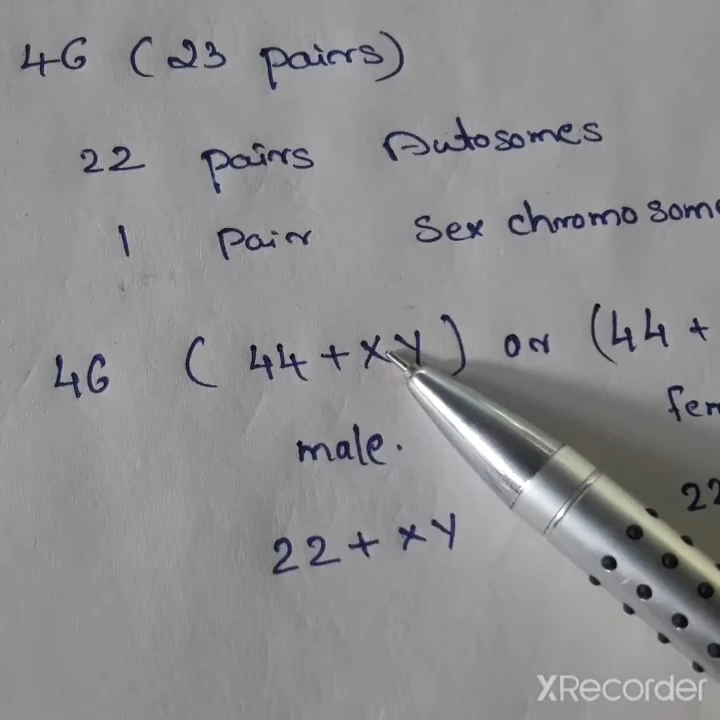 46 (23 pairs)
22 pairs Autosomes
1 Pair Sex chromosome
46 (44 + XY) or (44 +
male. fem
22 + XY 22
XRecorder